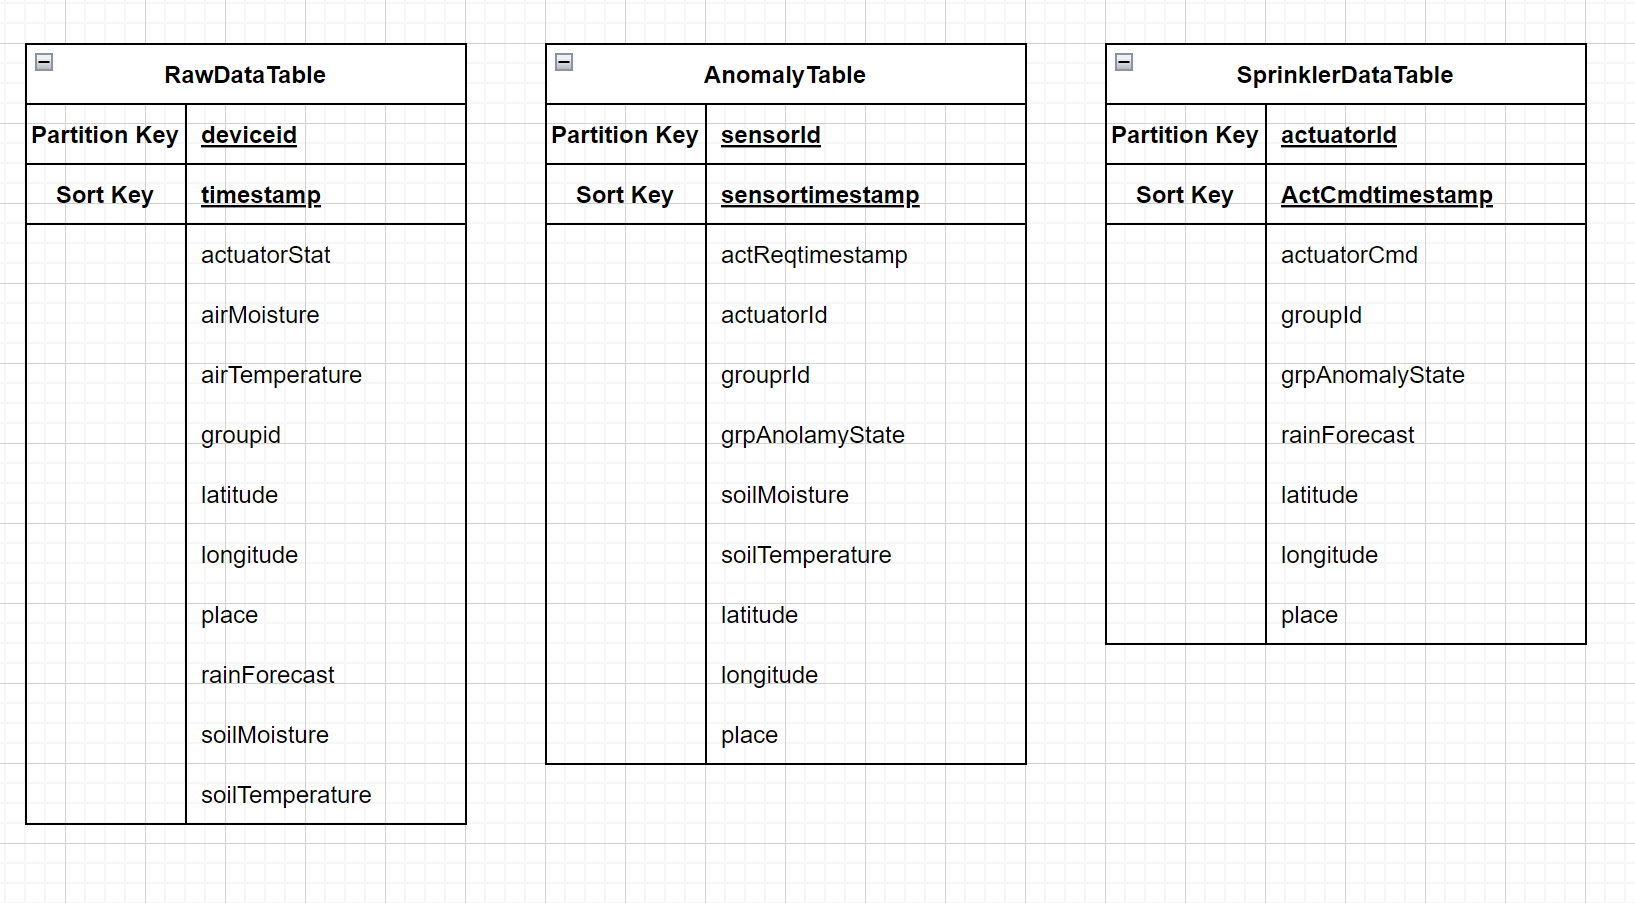 RawDataTable
Partition Key deviceid
Sort Key timestamp
actuatorStat
airMoisture
airTemperature
groupid
latitude
longitude
place
rainForecast
soilMoisture
soilTemperature
AnomalyTable
Partition Key sensorId
Sort Key sensortimestamp
actReqtimestamp
actuatorId
grouprId
grpAnolamyState
soilMoisture
soilTemperature
latitude
longitude
place
SprinklerDataTable
Partition Key actuatorId
Sort Key ActCmdtimestamp
actuatorCmd
groupId
grpAnomalyState
rainForecast
latitude
longitude
place